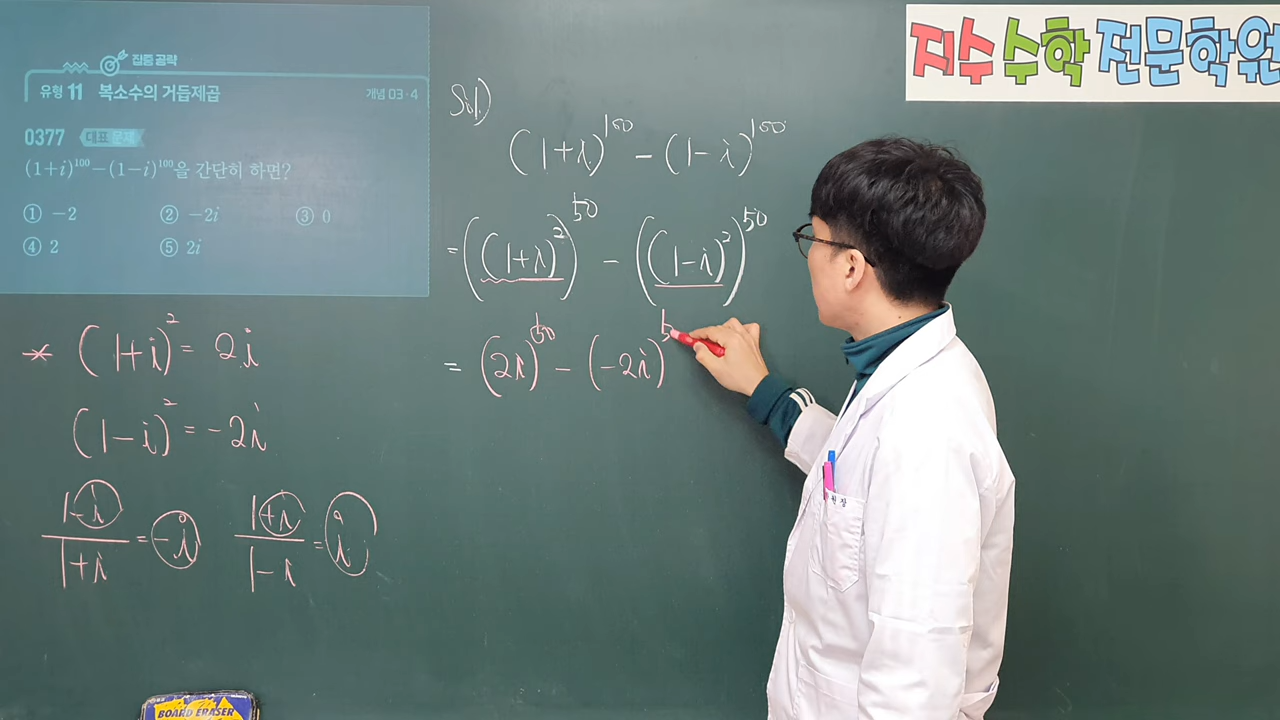 집중 공략
유형 11 복소수의 거듭제곱
개념 03·4
0377 대표 문제
(1+i)¹⁰⁰-(1-i)¹⁰⁰을 간단히 하면?
① -2 ② -2i ③ 0
④ 2 ⑤ 2i
* (1+i)² = 2i
(1-i)² = -2i
(1-i)/(1+i) = -i (1+i)/(1-i) = i
Sol)
(1+i)¹⁰⁰ - (1-i)¹⁰⁰
= ((1+i)²)⁵⁰ - ((1-i)²)⁵⁰
= (2i)⁵⁰ - (-2i)⁵
지수수학전문학원
원장
BOARD ERASER